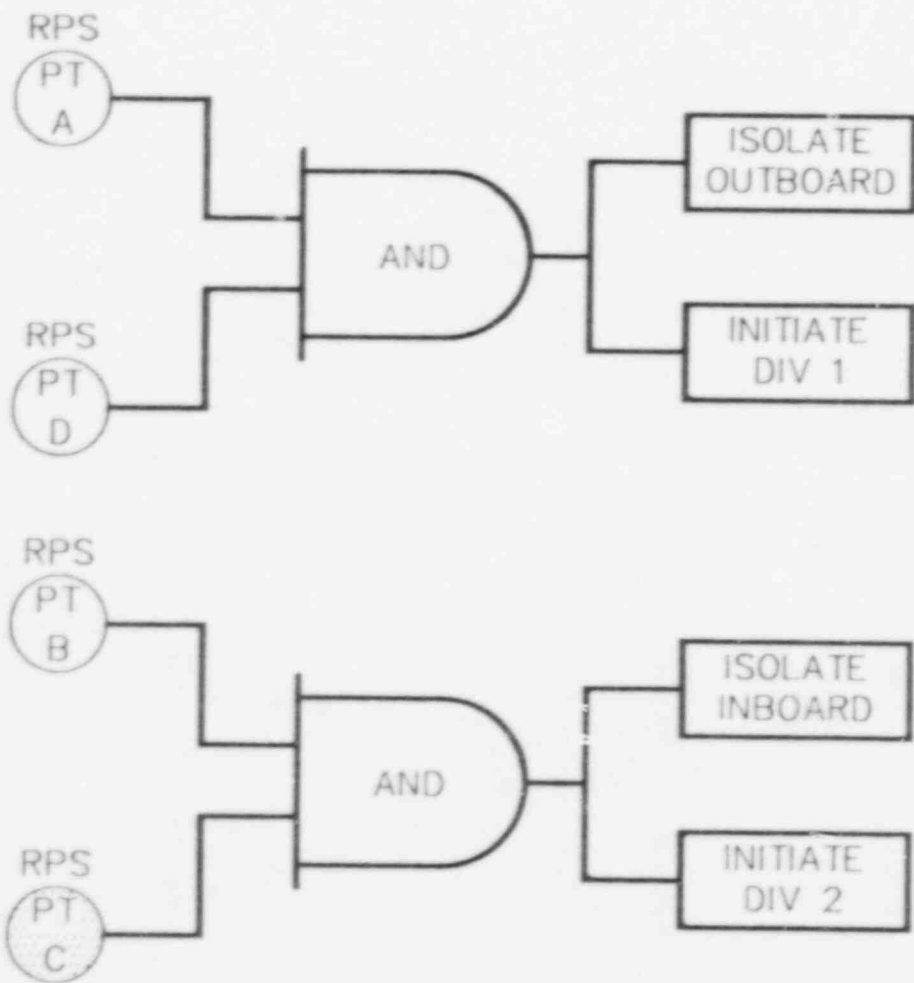 RPS
PT
A
ISOLATE
OUTBOARD
AND
RPS
PT
D
INITIATE
DIV 1
RPS
PT
B
ISOLATE
INBOARD
AND
RPS
PT
C
INITIATE
DIV 2